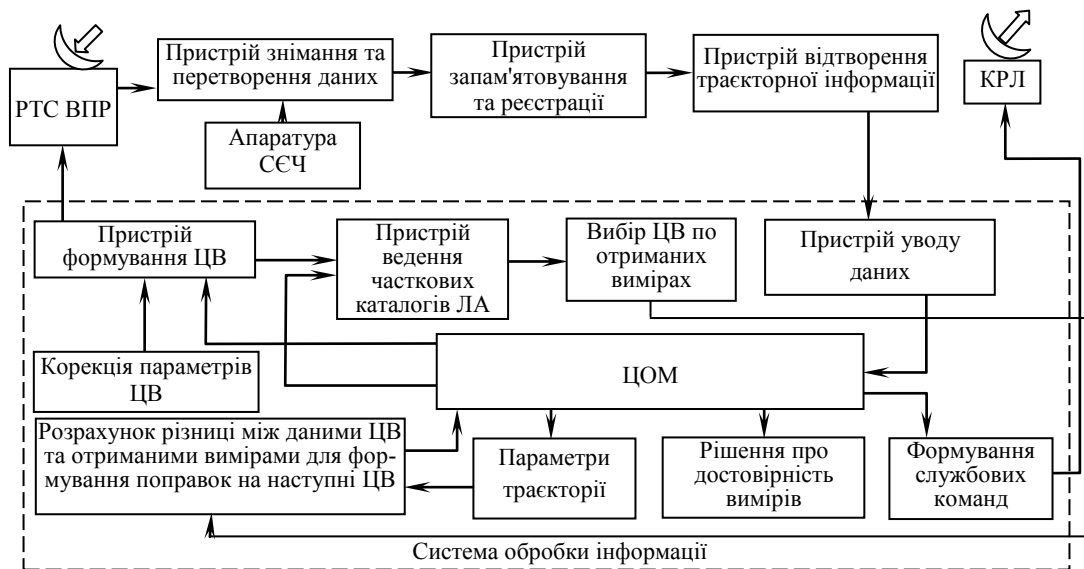 РТС ВПР
Пристрій знімання та
перетворення даних
Пристрій
запам'ятовування
та реєстрації
Пристрій відтворення
траєкторної інформації
КРЛ
Апаратура
СЄЧ
Пристрій
формування ЦВ
Пристрій
ведення
часткових
каталогів ЛА
Вибір ЦВ по
отриманих
вимірах
Пристрій уводу
даних
Корекція параметрів
ЦВ
ЦОМ
Розрахунок різниці між даними ЦВ
та отриманими вимірами для фор-
мування поправок на наступні ЦВ
Параметри
траєкторії
Рішення про
достовірність
вимірів
Формування
службових
команд
Система обробки інформації